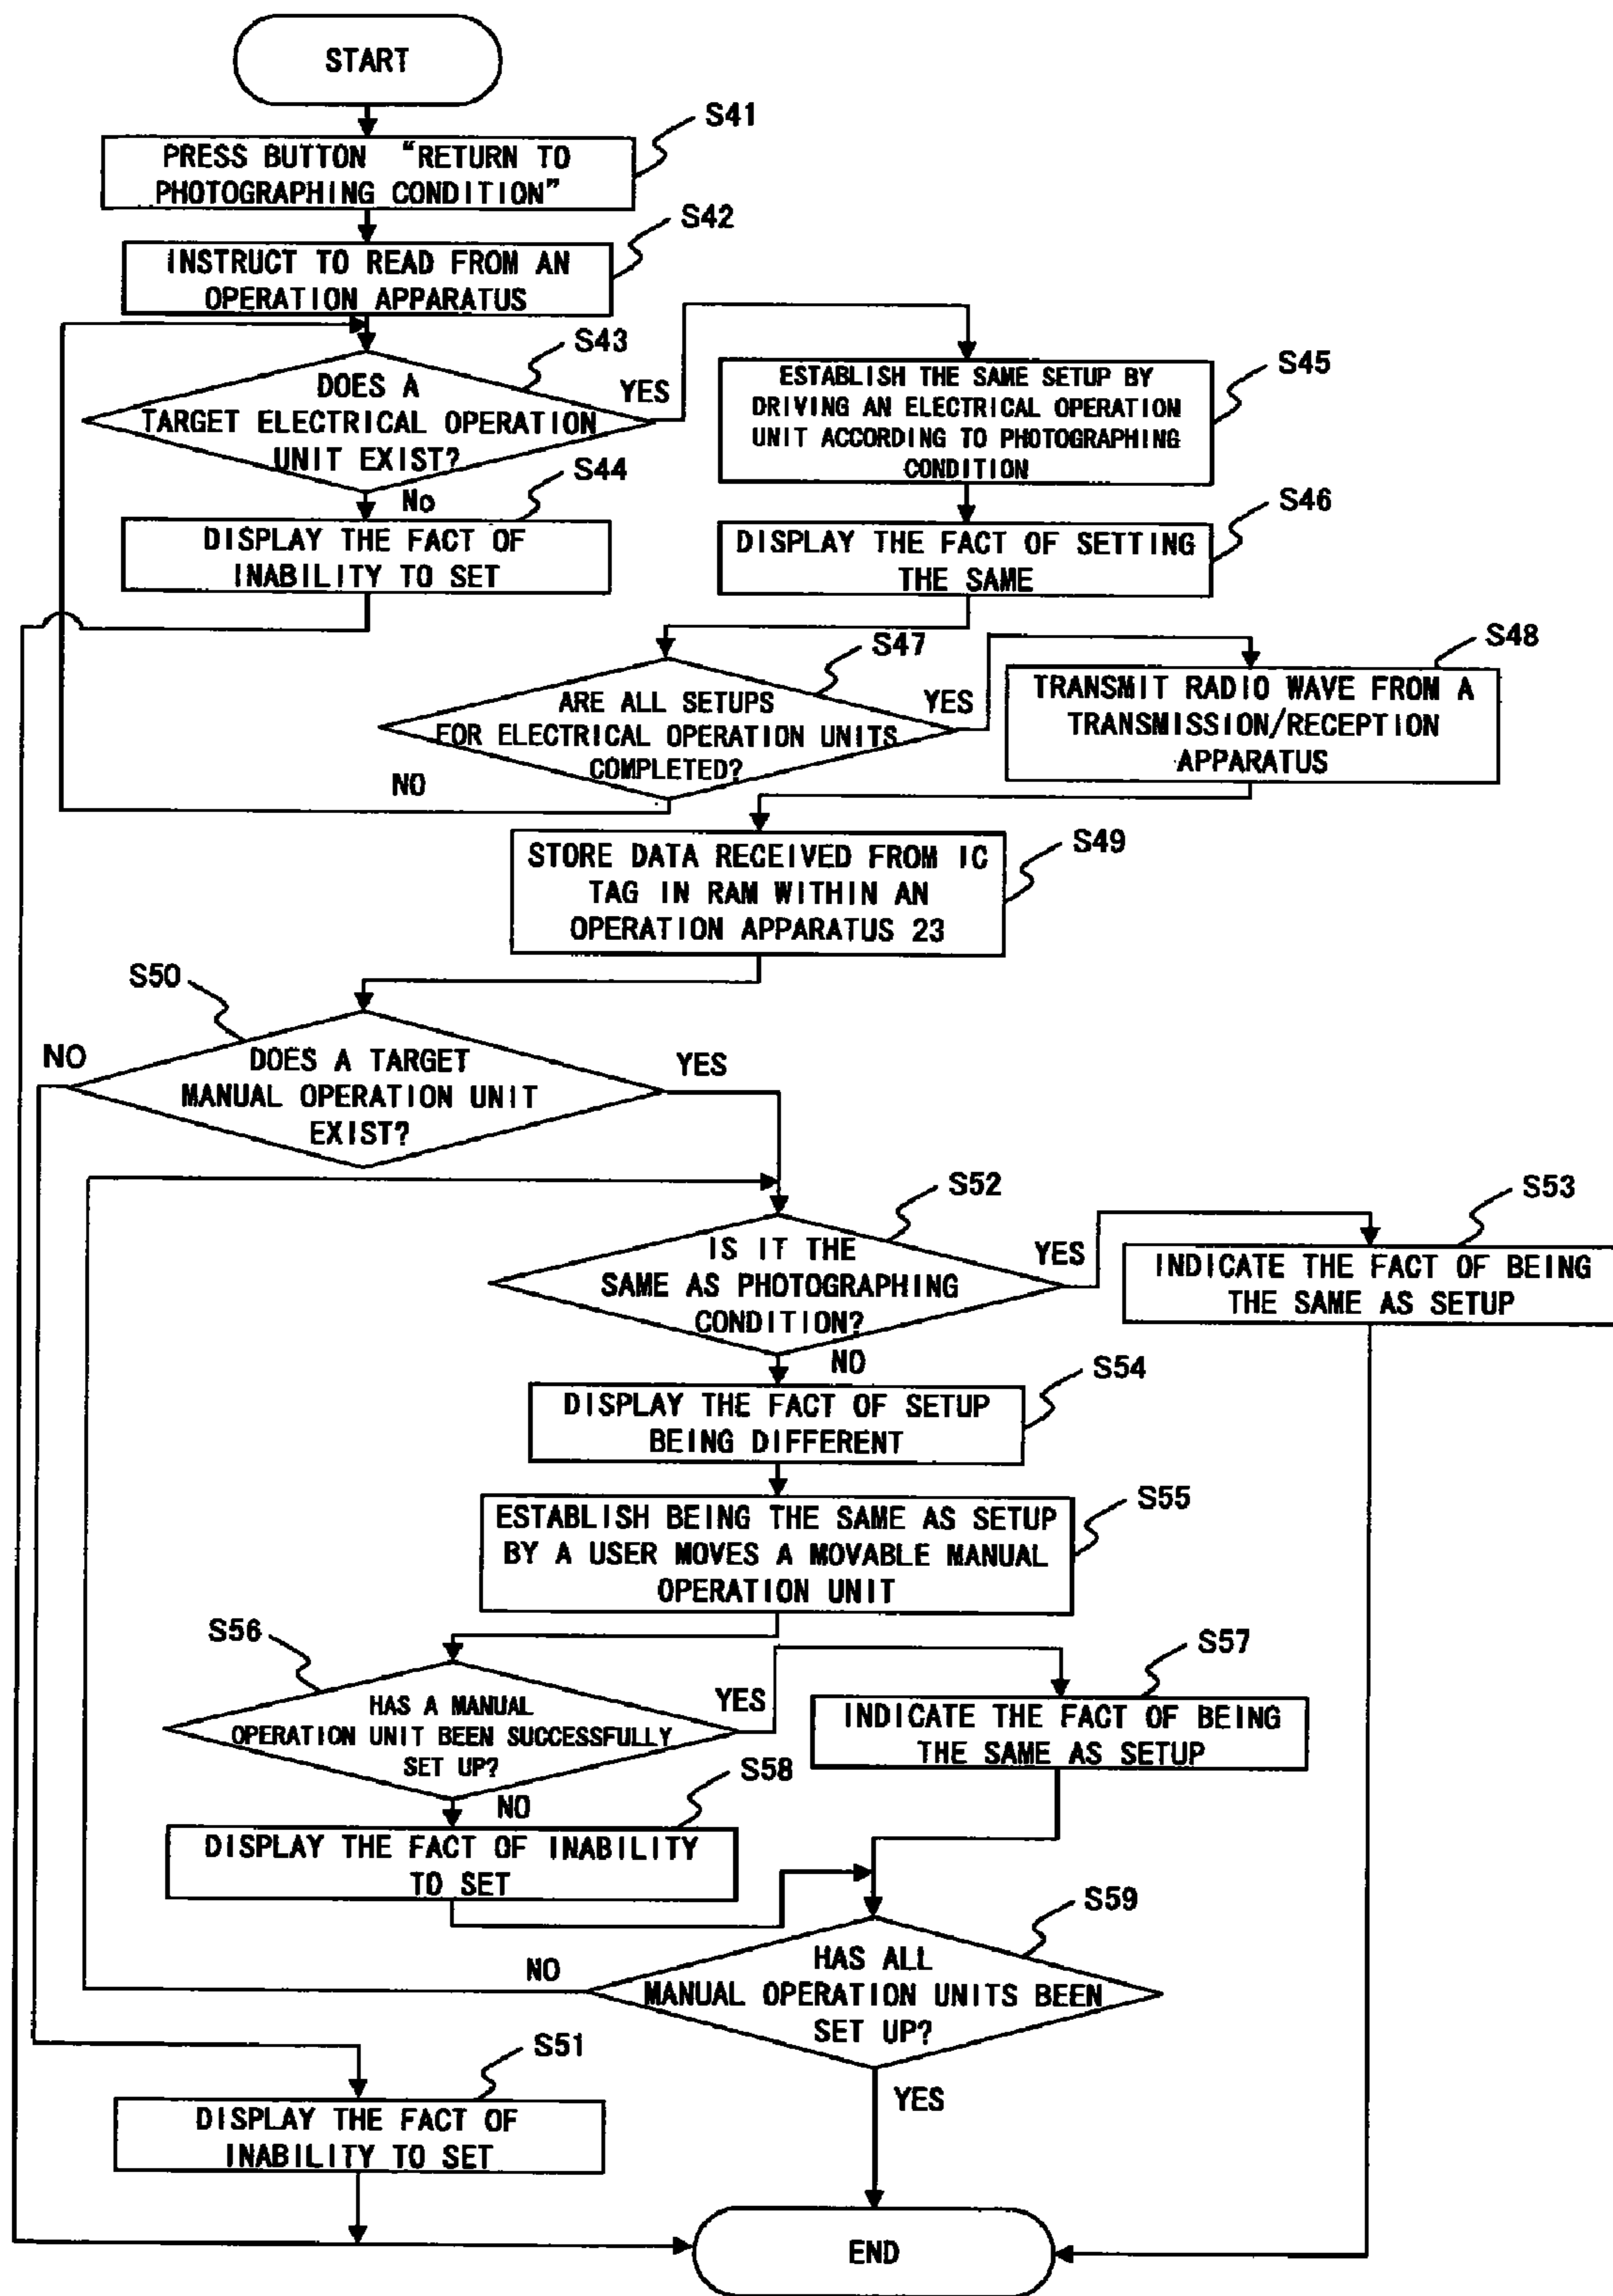 START
S41
PRESS BUTTON "RETURN TO
PHOTOGRAPHING CONDITION"
S42
INSTRUCT TO READ FROM AN
OPERATION APPARATUS
S43
DOES A
TARGET ELECTRICAL OPERATION
UNIT EXIST?
YES
S45
ESTABLISH THE SAME SETUP BY
DRIVING AN ELECTRICAL OPERATION
UNIT ACCORDING TO PHOTOGRAPHING
CONDITION
No
S44
DISPLAY THE FACT OF
INABILITY TO SET
S46
DISPLAY THE FACT OF SETTING
THE SAME
S47
ARE ALL SETUPS
FOR ELECTRICAL OPERATION UNITS
COMPLETED?
YES
NO
S48
TRANSMIT RADIO WAVE FROM A
TRANSMISSION/RECEPTION
APPARATUS
S49
STORE DATA RECEIVED FROM IC
TAG IN RAM WITHIN AN
OPERATION APPARATUS 23
S50
NO
DOES A TARGET
MANUAL OPERATION UNIT
EXIST?
YES
S52
IS IT THE
SAME AS PHOTOGRAPHING
CONDITION?
YES
S53
INDICATE THE FACT OF BEING
THE SAME AS SETUP
NO
S54
DISPLAY THE FACT OF SETUP
BEING DIFFERENT
S55
ESTABLISH BEING THE SAME AS SETUP
BY A USER MOVES A MOVABLE MANUAL
OPERATION UNIT
S56
HAS A MANUAL
OPERATION UNIT BEEN SUCCESSFULLY
SET UP?
YES
S57
INDICATE THE FACT OF BEING
THE SAME AS SETUP
NO
S58
DISPLAY THE FACT OF INABILITY
TO SET
S59
HAS ALL
MANUAL OPERATION UNITS BEEN
SET UP?
NO
YES
S51
DISPLAY THE FACT OF
INABILITY TO SET
END